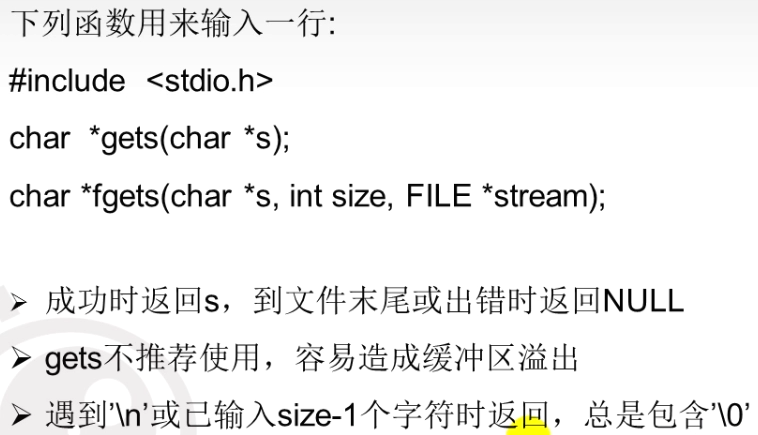 下列函数用来输入一行:
#include <stdio.h>
char *gets(char *s);
char *fgets(char *s, int size, FILE *stream);
➢ 成功时返回s，到文件末尾或出错时返回NULL
➢ gets不推荐使用，容易造成缓冲区溢出
➢ 遇到’\n’或已输入size-1个字符时返回，总是包含’\0’